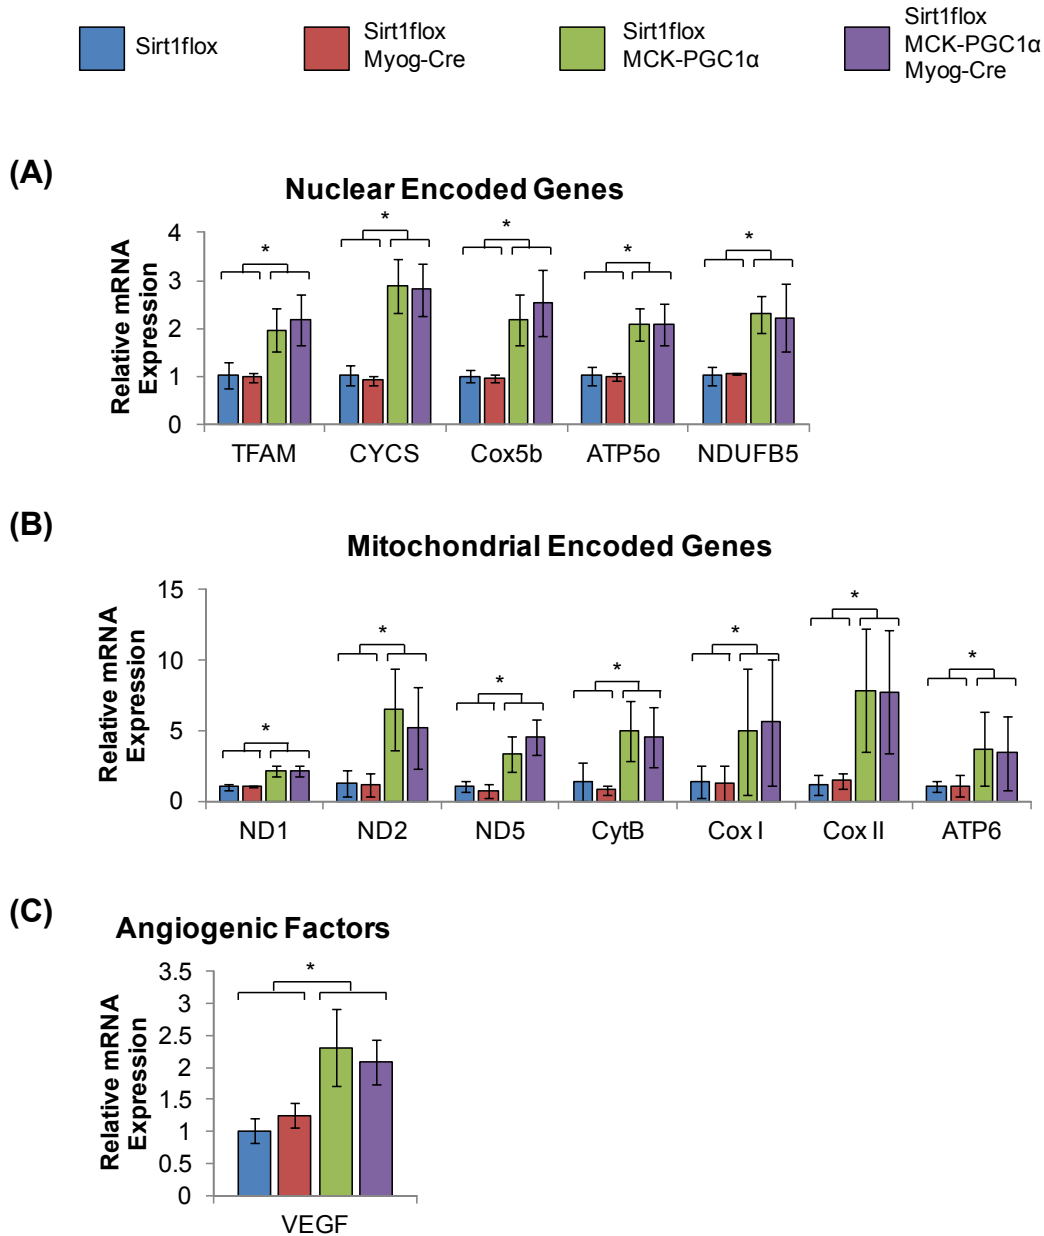 Sirt1flox
Sirt1flox
Myog-Cre
Sirt1flox
MCK-PGC1α
Sirt1flox
MCK-PGC1α
Myog-Cre
(A)
Nuclear Encoded Genes
Relative mRNA
Expression
4
3
2
1
0
*
*
*
*
*
TFAM CYCS Cox5b ATP5o NDUFB5
(B)
Mitochondrial Encoded Genes
Relative mRNA
Expression
15
10
5
0
*
*
*
*
*
*
*
ND1 ND2 ND5 CytB Cox I Cox II ATP6
(C)
Angiogenic Factors
Relative mRNA
Expression
3.5
3
2.5
2
1.5
1
0.5
0
*
VEGF